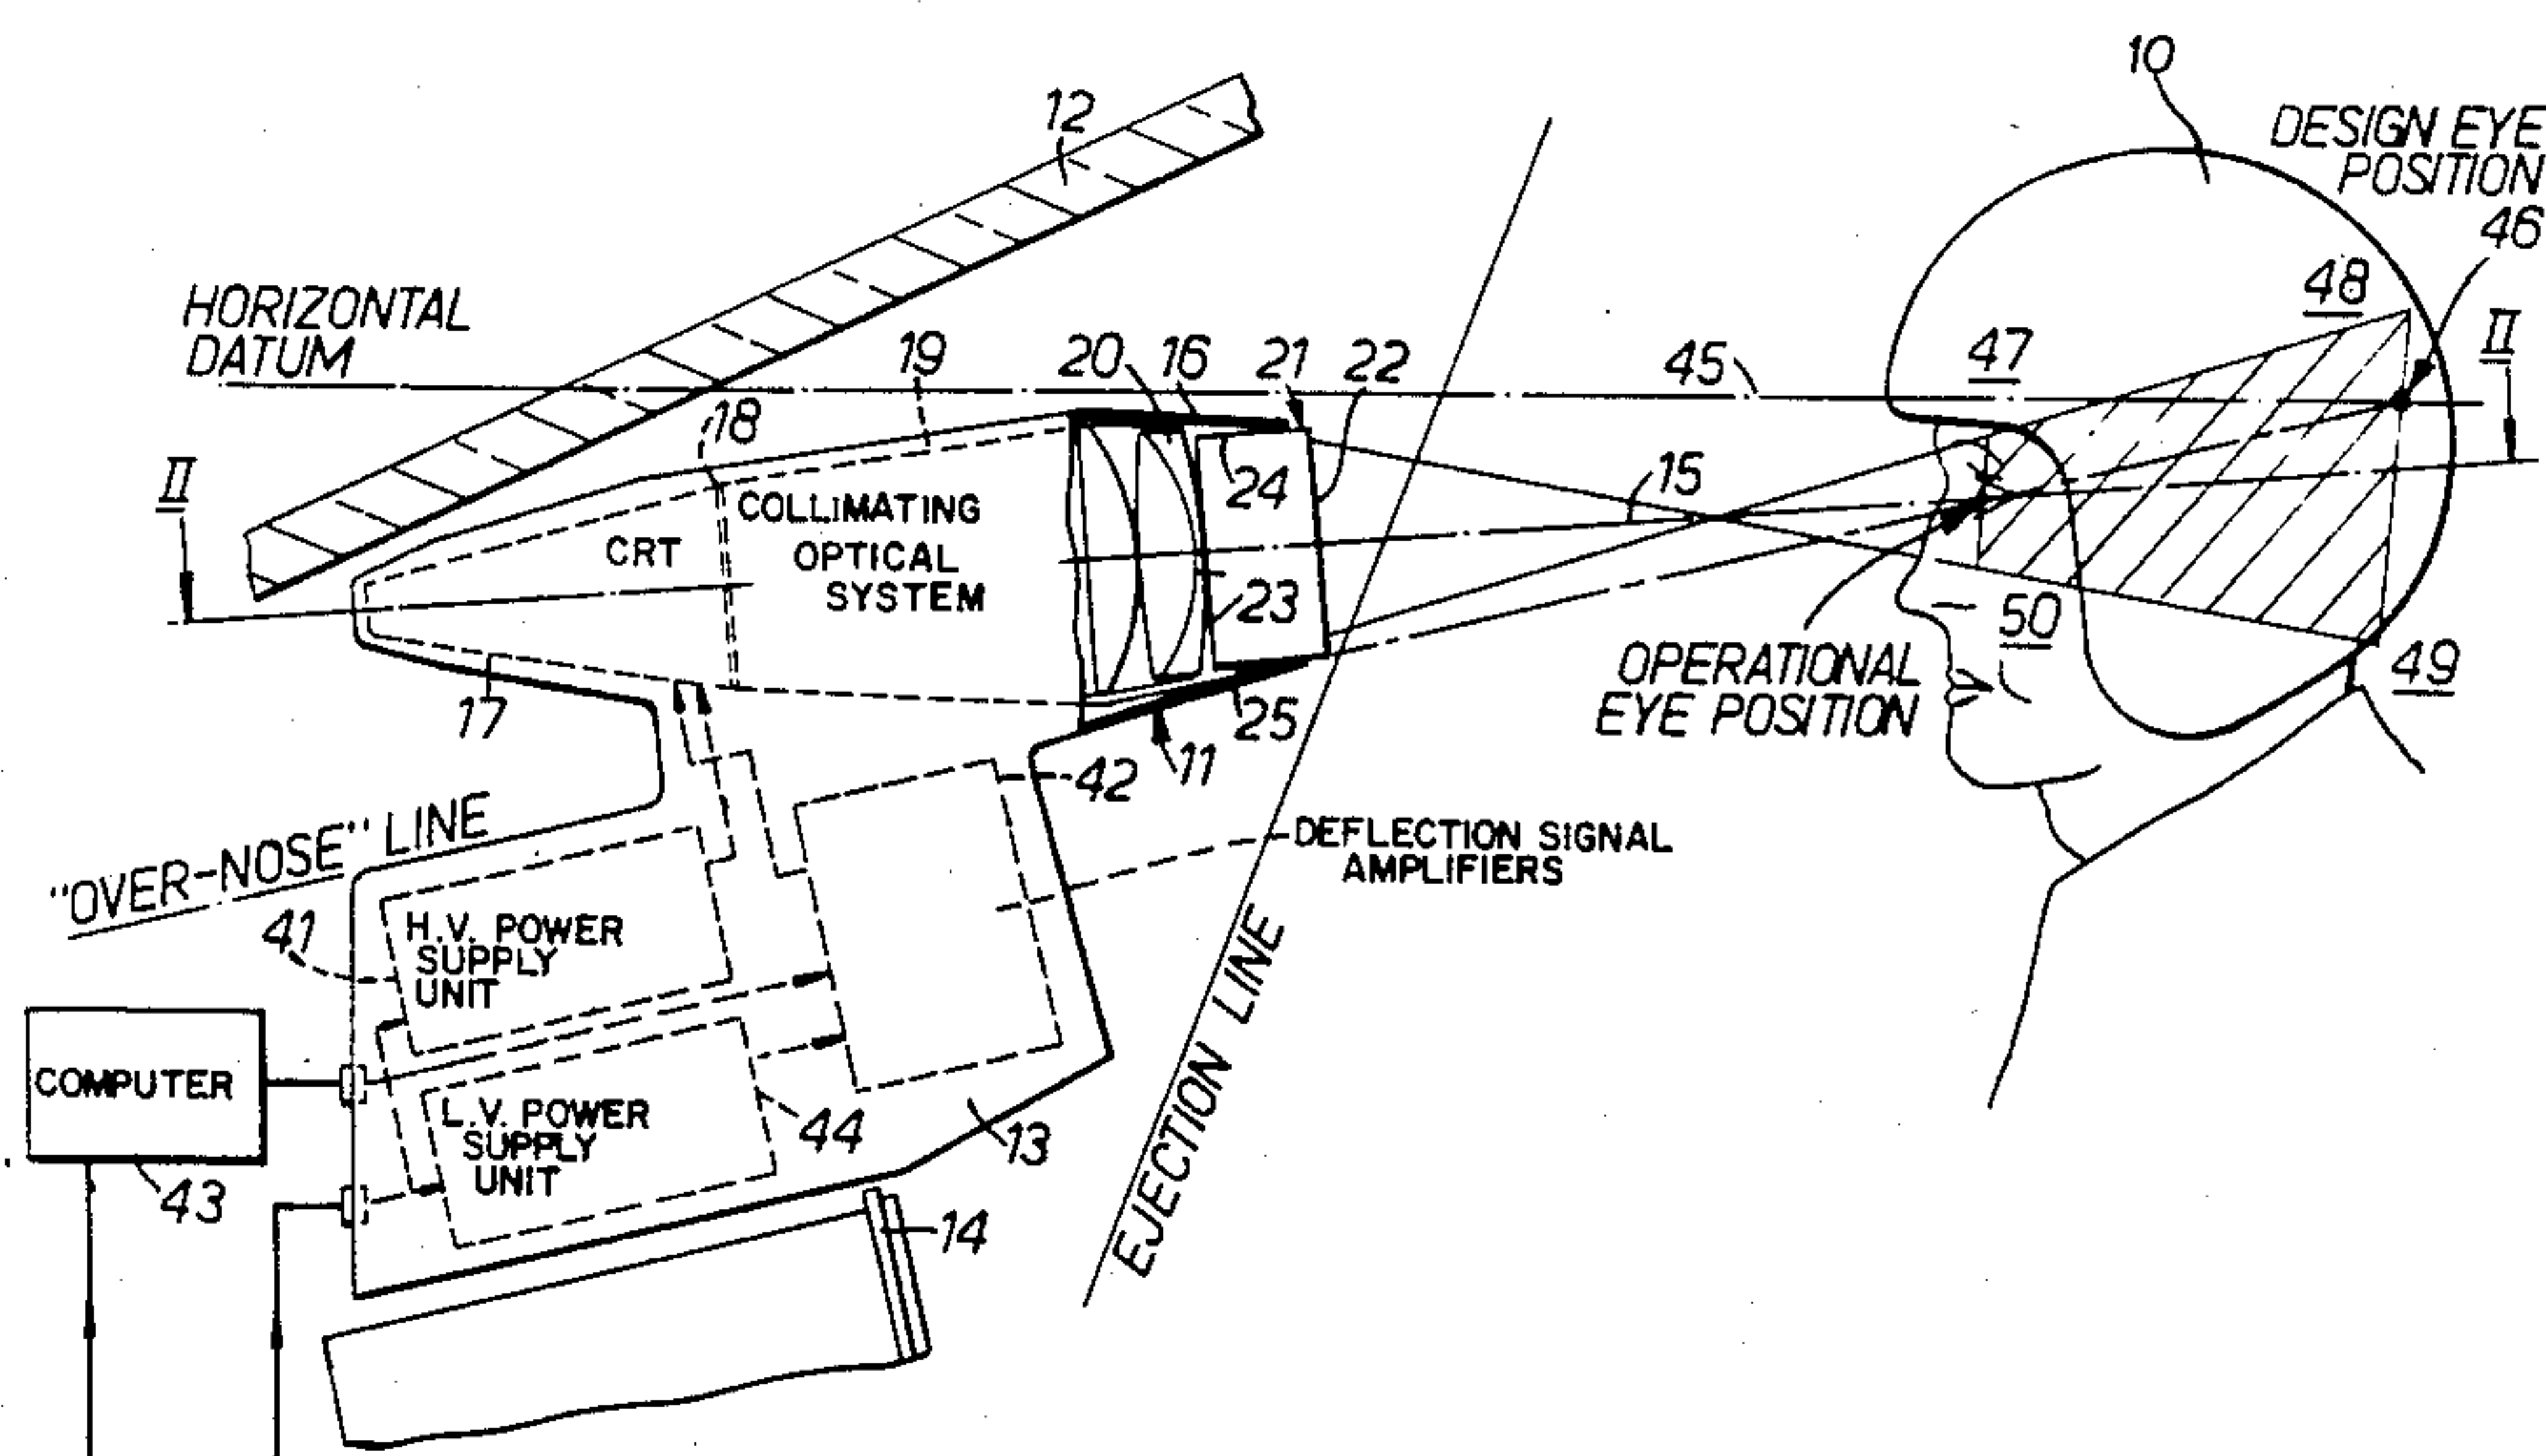 10
DESIGN EYE
POSITION
46
12
48
HORIZONTAL
DATUM
19
20
16
21
22
45
47
II
18
II
24
15
COLLIMATING
OPTICAL
SYSTEM
CRT
23
50
OPERATIONAL
EYE POSITION
49
17
25
11
42
"OVER-NOSE" LINE
DEFLECTION SIGNAL
AMPLIFIERS
41
H.V. POWER
SUPPLY
UNIT
EJECTION LINE
COMPUTER
L.V. POWER
SUPPLY
UNIT
44
13
43
14